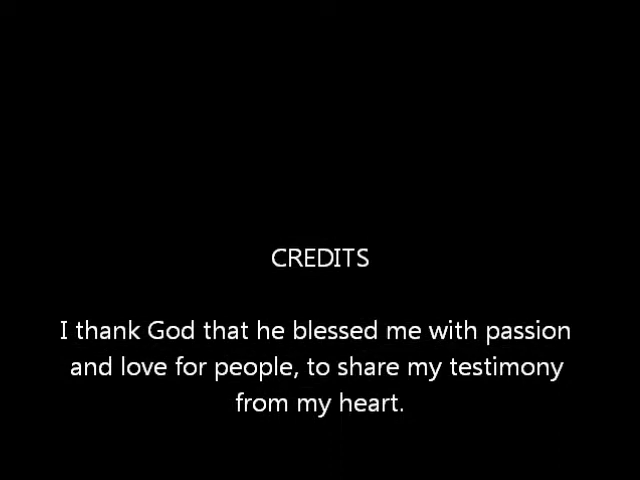 CREDITS
I thank God that he blessed me with passion
and love for people, to share my testimony
from my heart.